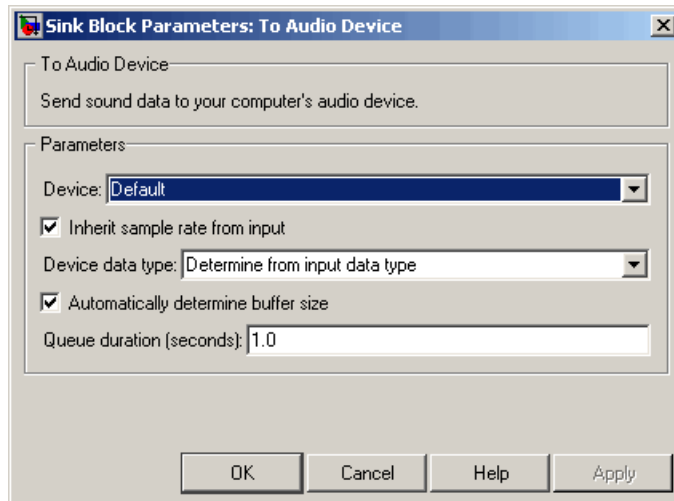 Sink Block Parameters: To Audio Device
To Audio Device
Send sound data to your computer's audio device.
Parameters
Device: Default
Inherit sample rate from input
Device data type: Determine from input data type
Automatically determine buffer size
Queue duration (seconds): 1.0
OK Cancel Help Apply